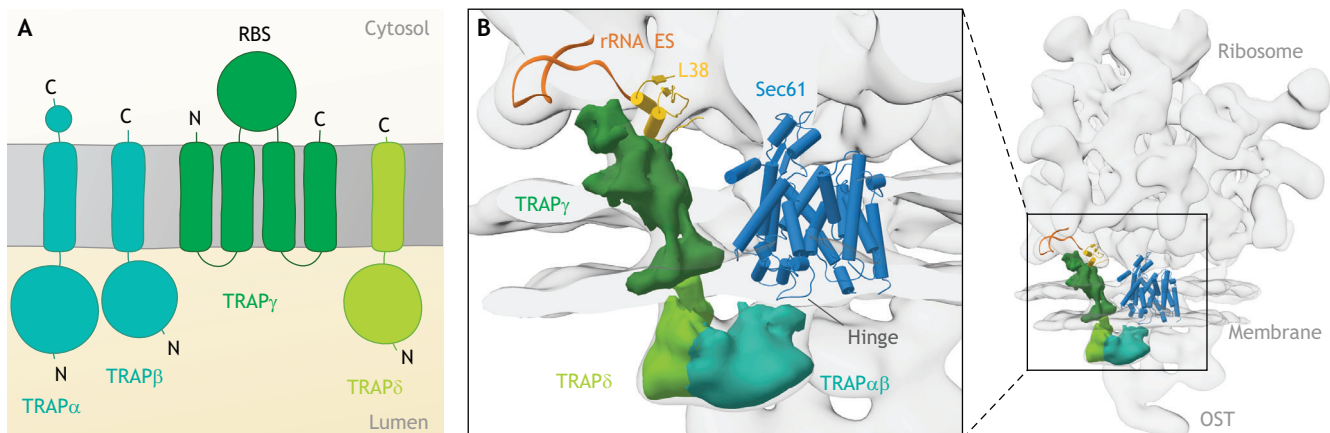 A
Cytosol
RBS
C
C
N
C
C
TRAPγ
N
N
N
TRAPβ
TRAPα
TRAPδ
Lumen
B
rRNA ES
L38
Sec61
TRAPγ
Hinge
TRAPδ
TRAPαβ
Ribosome
Membrane
OST